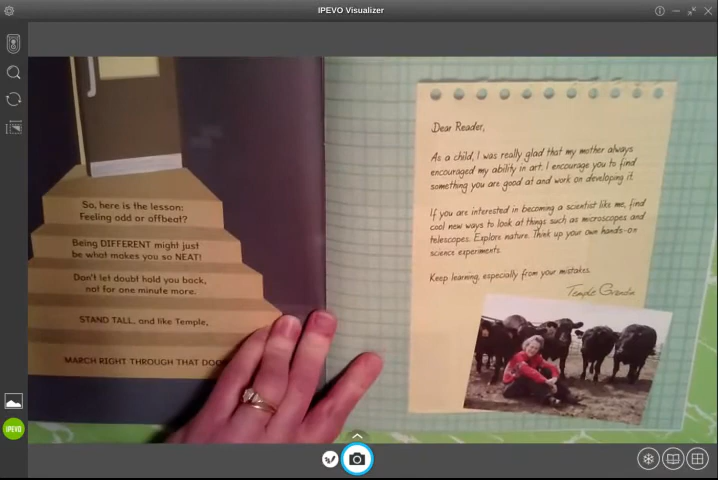 IPEVO Visualizer
So, here is the lesson:
Feeling odd or offbeat?
Being DIFFERENT might just
be what makes you so NEAT!
Don't let doubt hold you back,
not for one minute more.
STAND TALL, and like Temple,
MARCH RIGHT THROUGH THAT
Dear Reader,
As a child, I was really glad that my mother always
encouraged my ability in art. I encourage you to find
something you are good at and work on developing it.
If you are interested in becoming a scientist like me, find
cool new ways to look at things such as microscopes and
telescopes. Explore nature. Think up your own hands-on
science experiments.
Keep learning, especially from your mistakes.
Temple Grandin
IPEVO